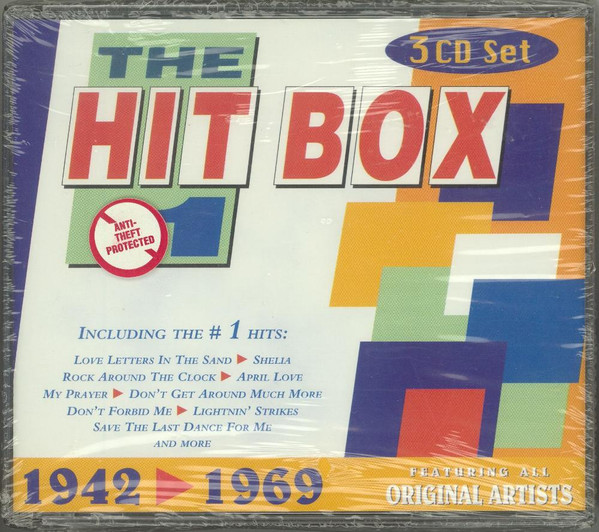 THE
3 CD Set
HIT BOX
1
ANTI-
THEFT
PROTECTED
INCLUDING THE # 1 HITS:
LOVE LETTERS IN THE SAND ▶ SHELIA
ROCK AROUND THE CLOCK ▶ APRIL LOVE
MY PRAYER ▶ DON'T GET AROUND MUCH MORE
DON'T FORBID ME ▶ LIGHTNIN' STRIKES
SAVE THE LAST DANCE FOR ME
AND MORE
1942 ▶ 1969
FEATURING ALL
ORIGINAL ARTISTS